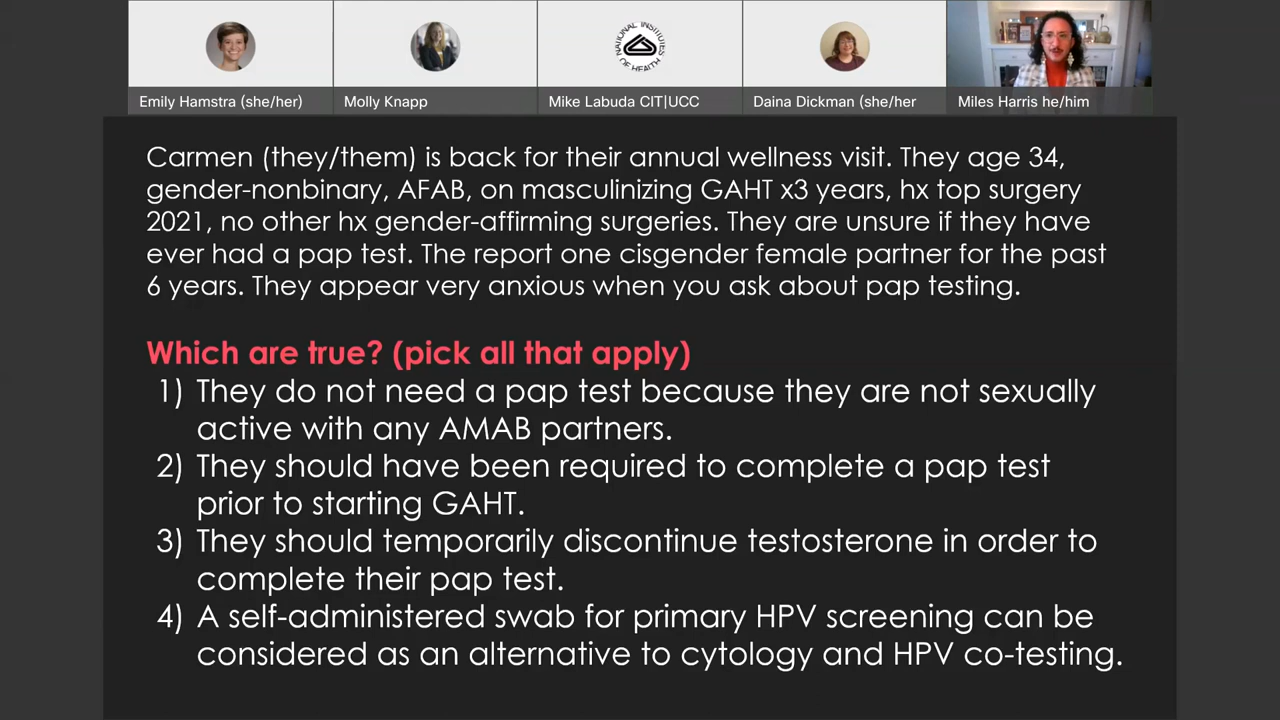 NATIONAL INSTITUTES OF HEALTH
Emily Hamstra (she/her)
Molly Knapp
Mike Labuda CIT|UCC
Daina Dickman (she/her
Miles Harris he/him
Carmen (they/them) is back for their annual wellness visit. They age 34,
gender-nonbinary, AFAB, on masculinizing GAHT x3 years, hx top surgery
2021, no other hx gender-affirming surgeries. They are unsure if they have
ever had a pap test. The report one cisgender female partner for the past
6 years. They appear very anxious when you ask about pap testing.
Which are true? (pick all that apply)
1) They do not need a pap test because they are not sexually
active with any AMAB partners.
2) They should have been required to complete a pap test
prior to starting GAHT.
3) They should temporarily discontinue testosterone in order to
complete their pap test.
4) A self-administered swab for primary HPV screening can be
considered as an alternative to cytology and HPV co-testing.